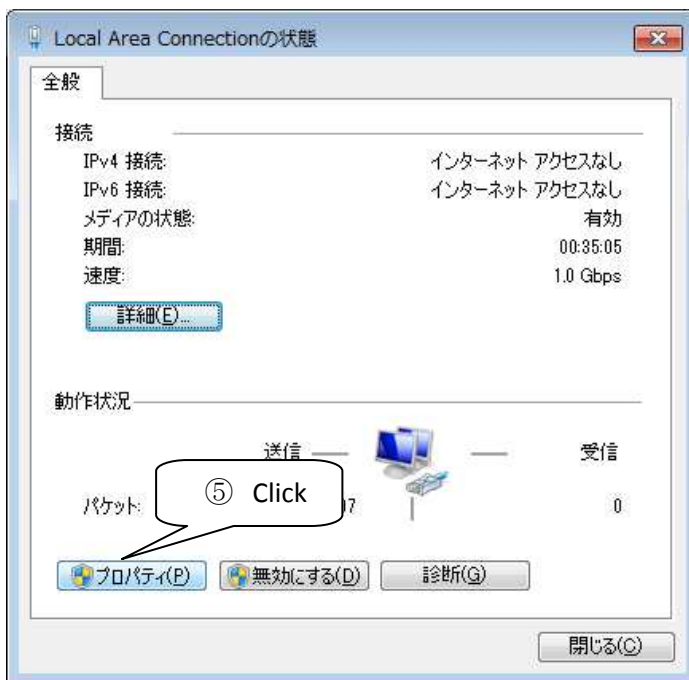 Local Area Connectionの状態
全般
接続
IPv4 接続: インターネット アクセスなし
IPv6 接続: インターネット アクセスなし
メディアの状態: 有効
期間: 00:35:05
速度: 1.0 Gbps
詳細(E)...
動作状況
送信 受信
⑤ Click
パケット: 0
プロパティ(P) 無効にする(D) 診断(G)
閉じる(C)